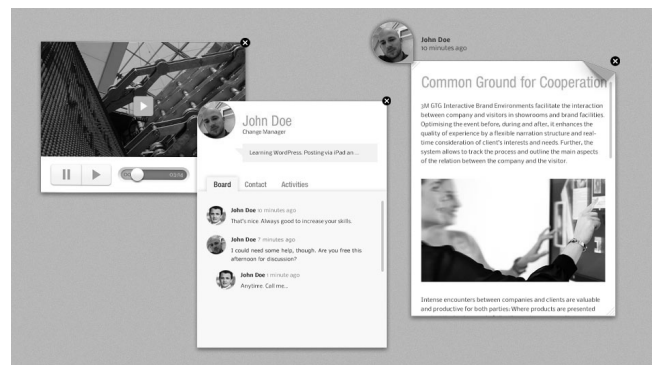 John Doe
10 minutes ago
Common Ground for Cooperation
3M GTG Interactive Brand Environments facilitate the interaction
between company and visitors in showrooms and brand facilities.
Optimising the event before, during and after, it enhances the
quality of experience by a flexible narration structure and real-
time consideration of client's interests and needs. Further, the
system allows to track the process and outline the main aspects
of the relation between the company and the visitor.
Intense encounters between companies and clients are valuable
and productive for both parties: Where products are presented
John Doe
Change Manager
Learning WordPress. Posting via iPad an ...
Board Contact Activities
John Doe 10 minutes ago
That's nice. Always good to increase your skills.
John Doe 7 minutes ago
I could need some help, though. Are you free this
afternoon for discussion?
John Doe 1 minute ago
Anytime. Call me...